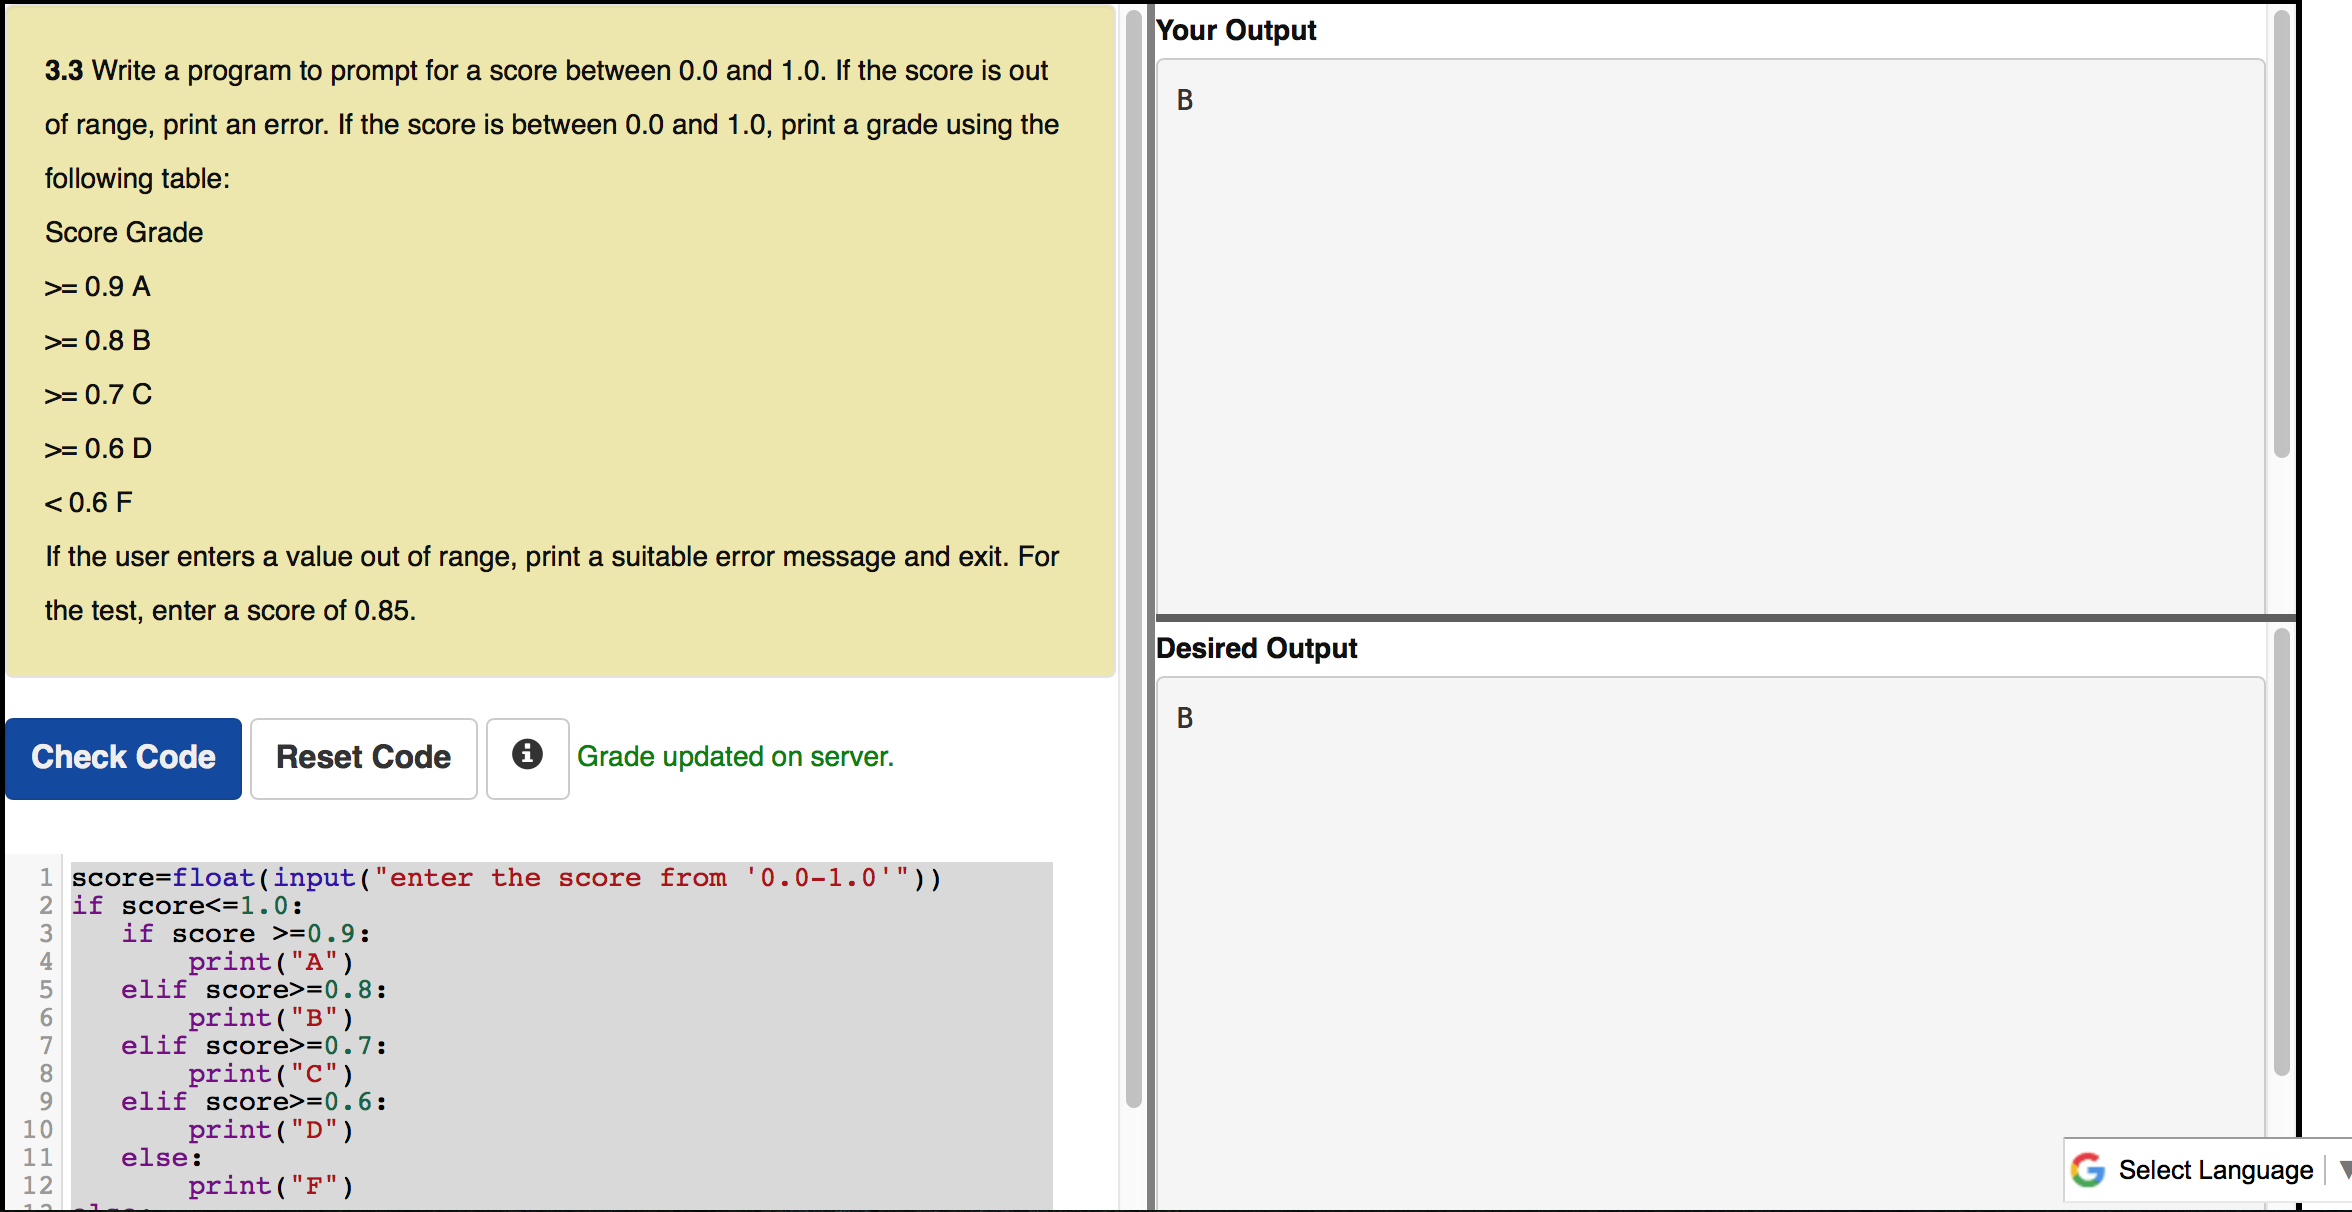 3.3 Write a program to prompt for a score between 0.0 and 1.0. If the score is out
of range, print an error. If the score is between 0.0 and 1.0, print a grade using the
following table:
Score Grade
>= 0.9 A
>= 0.8 B
>= 0.7 C
>= 0.6 D
< 0.6 F
If the user enters a value out of range, print a suitable error message and exit. For
the test, enter a score of 0.85.
Check Code Reset Code Grade updated on server.
1 score=float(input("enter the score from '0.0-1.0'"))
2 if score<=1.0:
3    if score >=0.9:
4        print("A")
5    elif score>=0.8:
6        print("B")
7    elif score>=0.7:
8        print("C")
9    elif score>=0.6:
10        print("D")
11    else:
12        print("F")
Your Output
B
Desired Output
B
Select Language